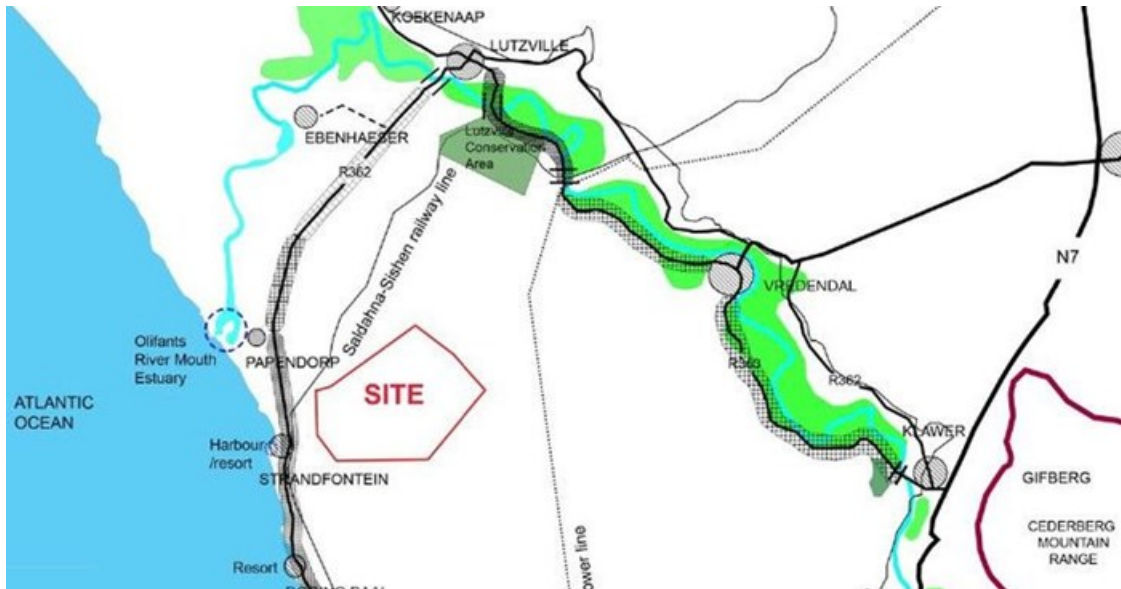 KOEKENAAP
LUTZVILLE
EBENHAESER
Lutzville
Conservation
Area
R362
Saldahna-Sishen railway line
N7
VREDENDAL
Olifants
River Mouth
Estuary
PAPENDORP
R363
R362
SITE
ATLANTIC
OCEAN
KLAWER
Harbour
/resort
STRANDFONTEIN
GIFBERG
CEDERBERG
MOUNTAIN
RANGE
ower line
Resort